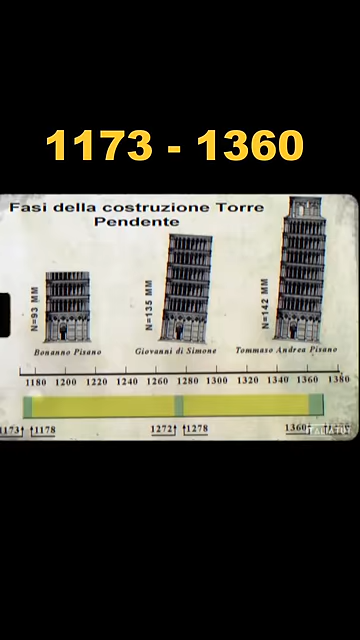 1173 - 1360
Fasi della costruzione Torre
Pendente
N=93 MM
N=135 MM
N=142 MM
Bonanno Pisano
Giovanni di Simone
Tommaso Andrea Pisano
1180 1200 1220 1240 1260 1280 1300 1320 1340 1360 1380
1173 1178
1272 1278
1360